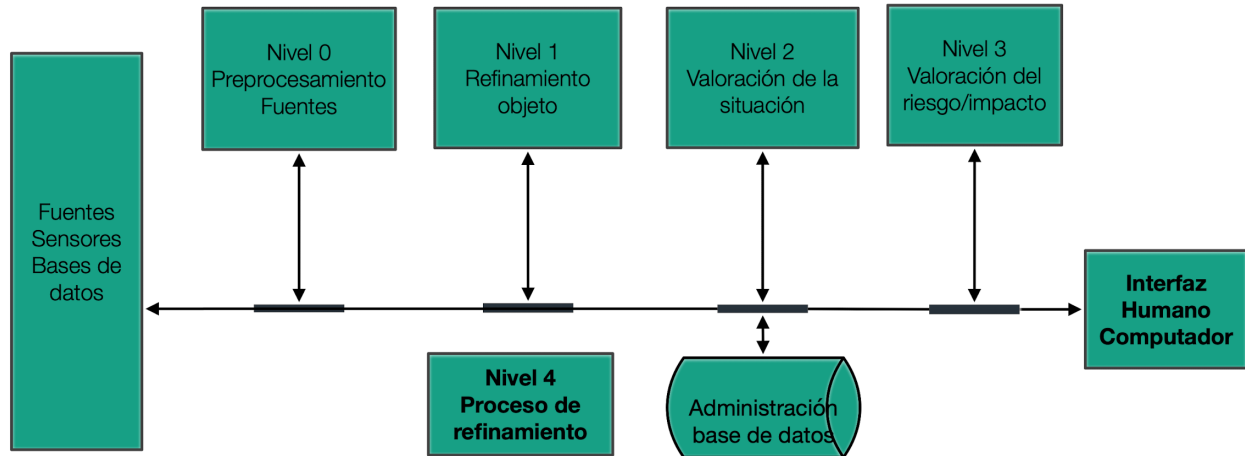 Nivel 0
Preprocesamiento
Fuentes
Nivel 1
Refinamiento
objeto
Nivel 2
Valoración de la
situación
Nivel 3
Valoración del
riesgo/impacto
Fuentes
Sensores
Bases de
datos
Interfaz
Humano
Computador
Nivel 4
Proceso de
refinamiento
Administración
base de datos